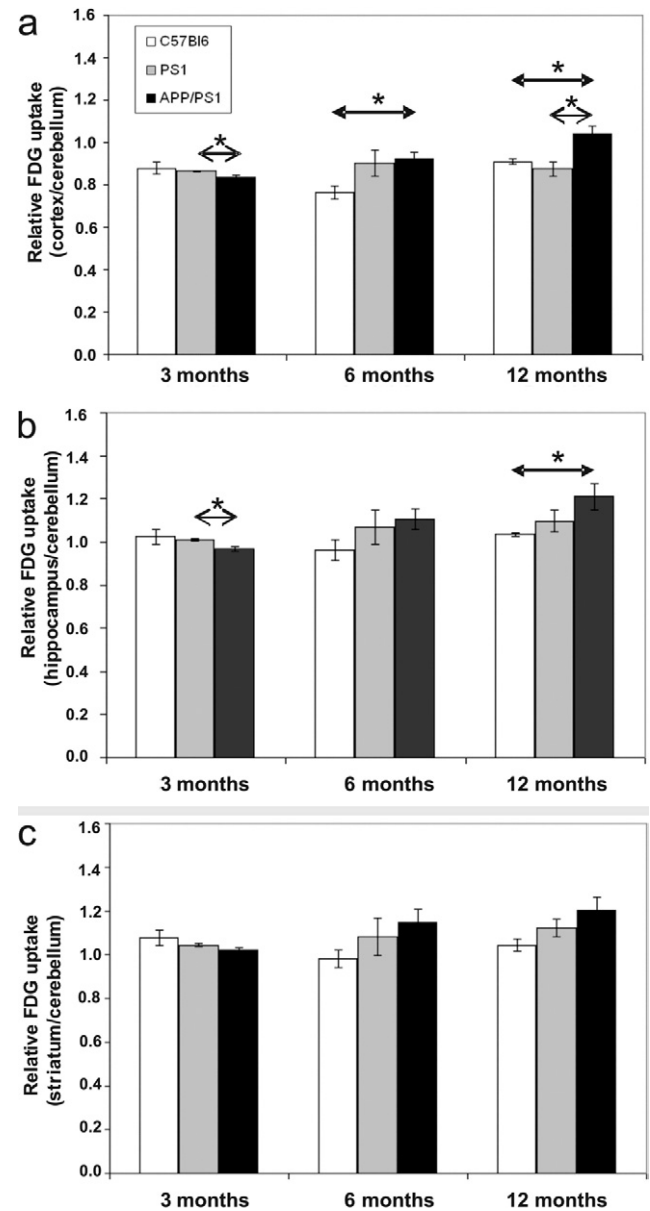 a
1.6
1.4
1.2
1.0
0.8
0.6
0.4
0.2
0.0
Relative FDG uptake
(cortex/cerebellum)
C57Bl6
PS1
APP/PS1
*
*
*
*
3 months 6 months 12 months
b
1.6
1.4
1.2
1.0
0.8
0.6
0.4
0.2
0.0
Relative FDG uptake
(hippocampus/cerebellum)
*
*
3 months 6 months 12 months
c
1.6
1.4
1.2
1.0
0.8
0.6
0.4
0.2
0.0
Relative FDG uptake
(striatum/cerebellum)
3 months 6 months 12 months